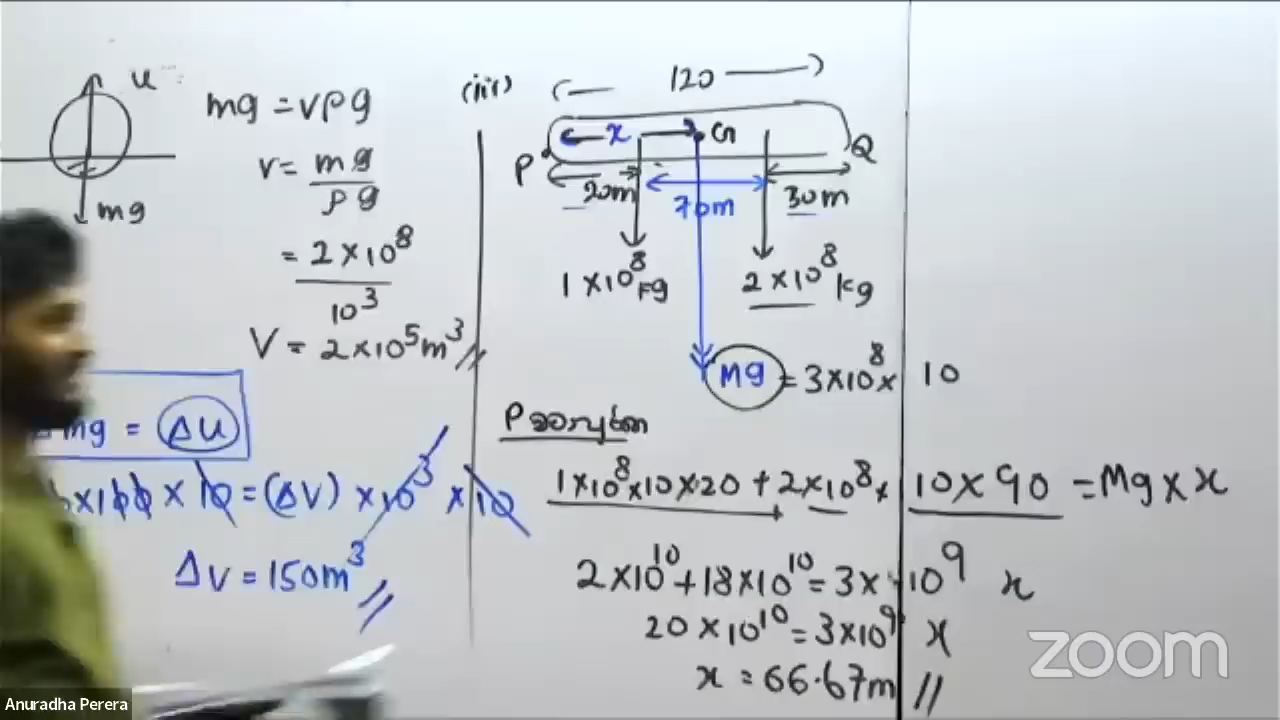 u
mg
mg = vρg
v = mg / ρg
= 2×10⁸ / 10³
V = 2×10⁵m³ //
mg = ΔU
×100 × 10 = (ΔV) ×10³ × 10
Δv = 150m³ //
(iii)
120
x
G
P
Q
20m
70m
30m
1×10⁸kg
2×10⁸kg
Mg = 3×10⁸× 10
P
1×10⁸×10×20 + 2×10⁸× 10×90 = Mg×x
2×10¹⁰+18×10¹⁰ = 3×10⁹ x
20×10¹⁰ = 3×10⁹ x
x = 66.67m //
zoom
Anuradha Perera